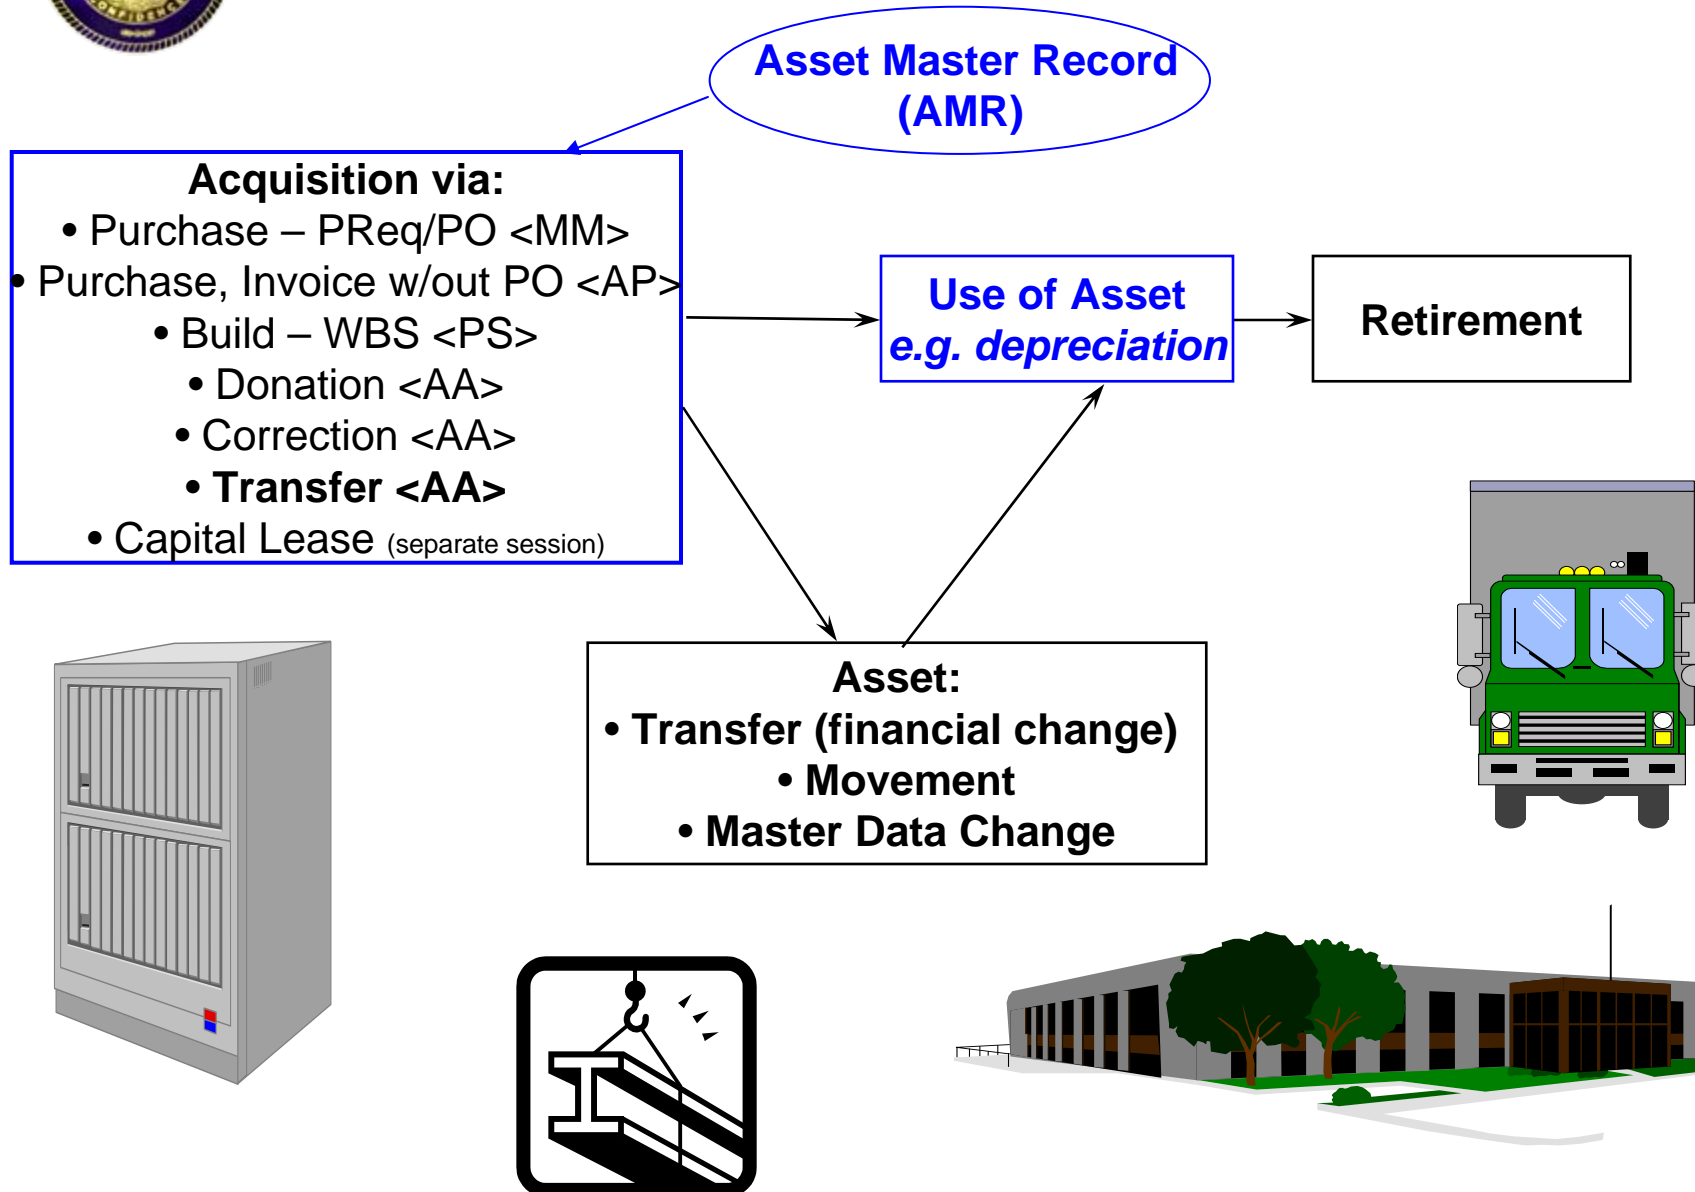 CONFIDENCE
Asset Master Record
(AMR)
Acquisition via:
• Purchase – PReq/PO <MM>
• Purchase, Invoice w/out PO <AP>
• Build – WBS <PS>
• Donation <AA>
• Correction <AA>
• Transfer <AA>
• Capital Lease (separate session)
Use of Asset
e.g. depreciation
Retirement
Asset:
• Transfer (financial change)
• Movement
• Master Data Change